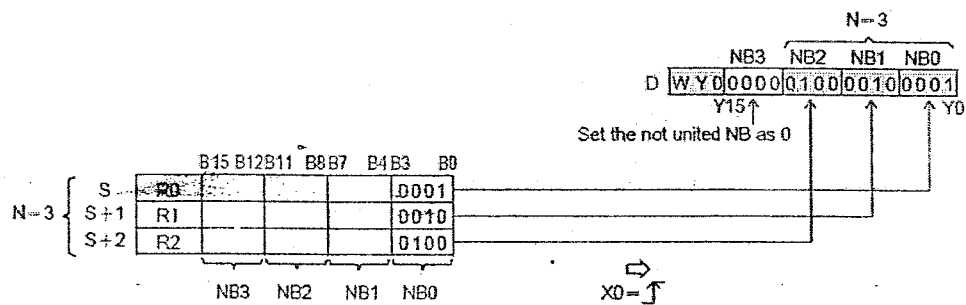 N=3
NB3 NB2 NB1 NB0
D WY0 0000 0100 0010 0001
Y15 Y0
Set the not united NB as 0
B15 B12 B11 B8 B7 B4 B3 B0
S R0 0001
N=3 S+1 R1 0010
S+2 R2 0100
NB3 NB2 NB1 NB0
X0=